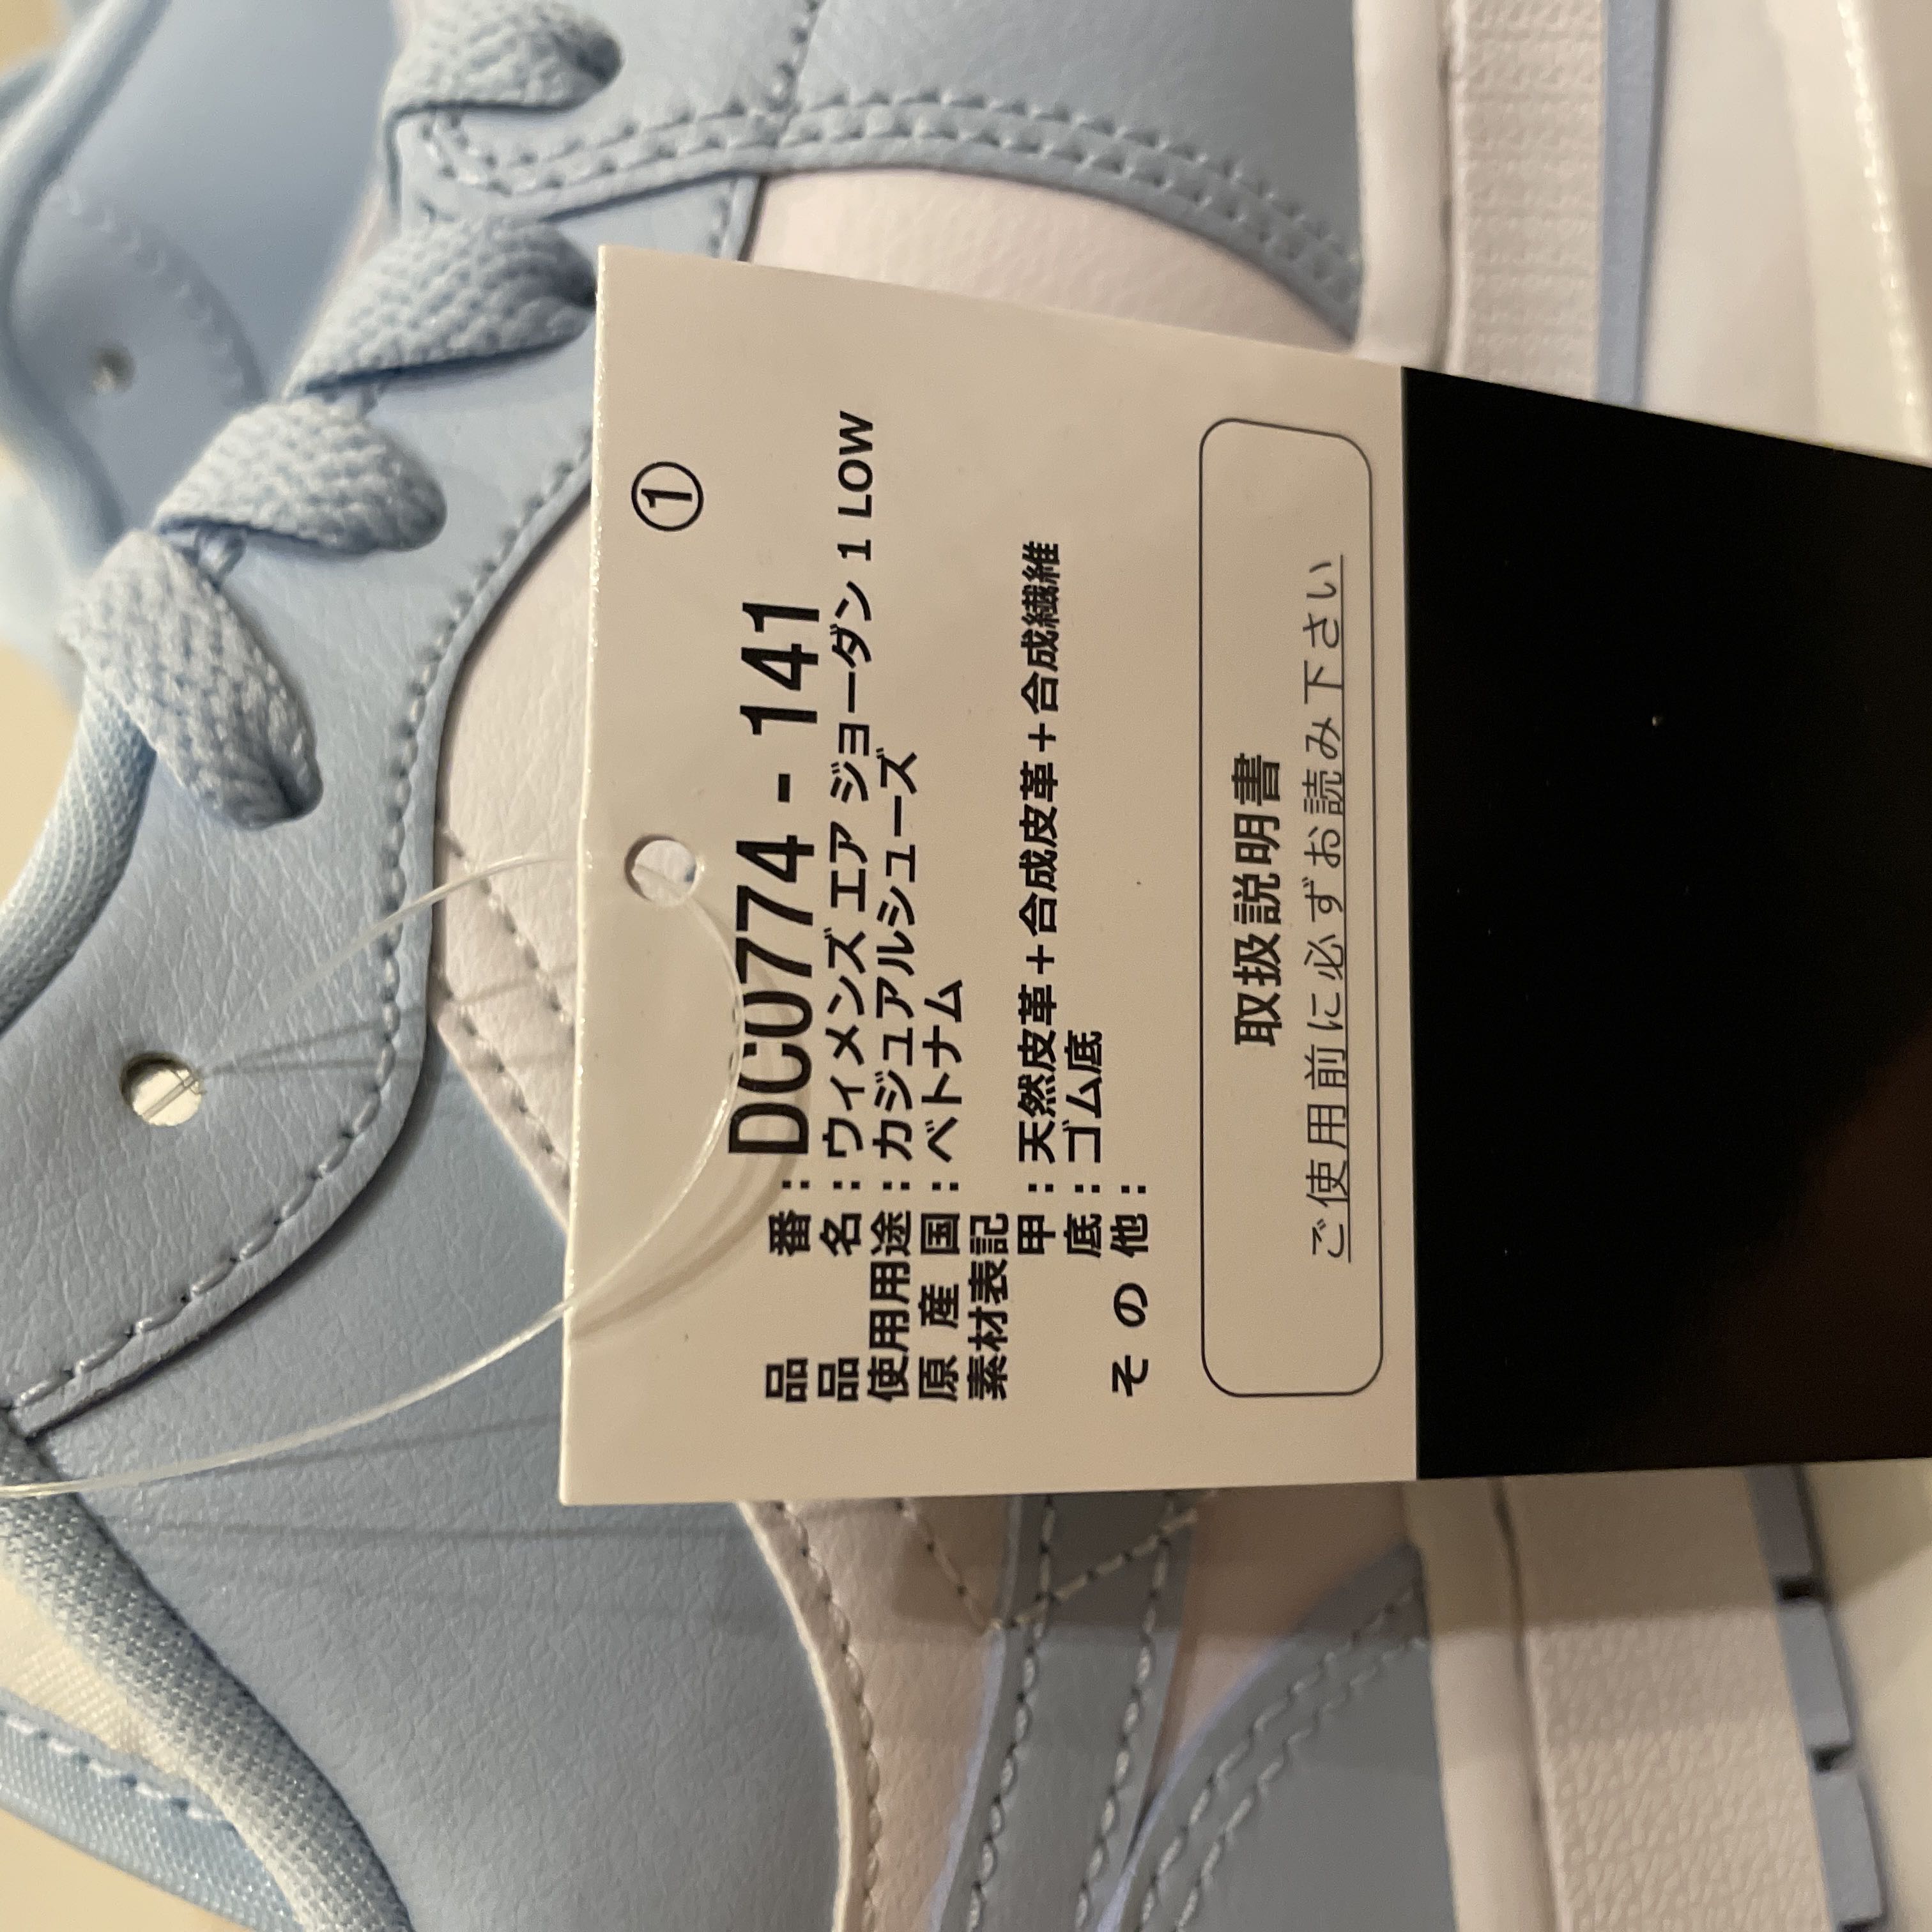 ①
品 番：DC0774 - 141
品 名：ウィメンズ エア ジョーダン 1 LOW
使用用途：カジュアルシューズ
原 産 国：ベトナム
素材表記
甲：天然皮革＋合成皮革＋合成繊維
底：ゴム底
そ の 他：
取扱説明書
ご使用前に必ずお読み下さい